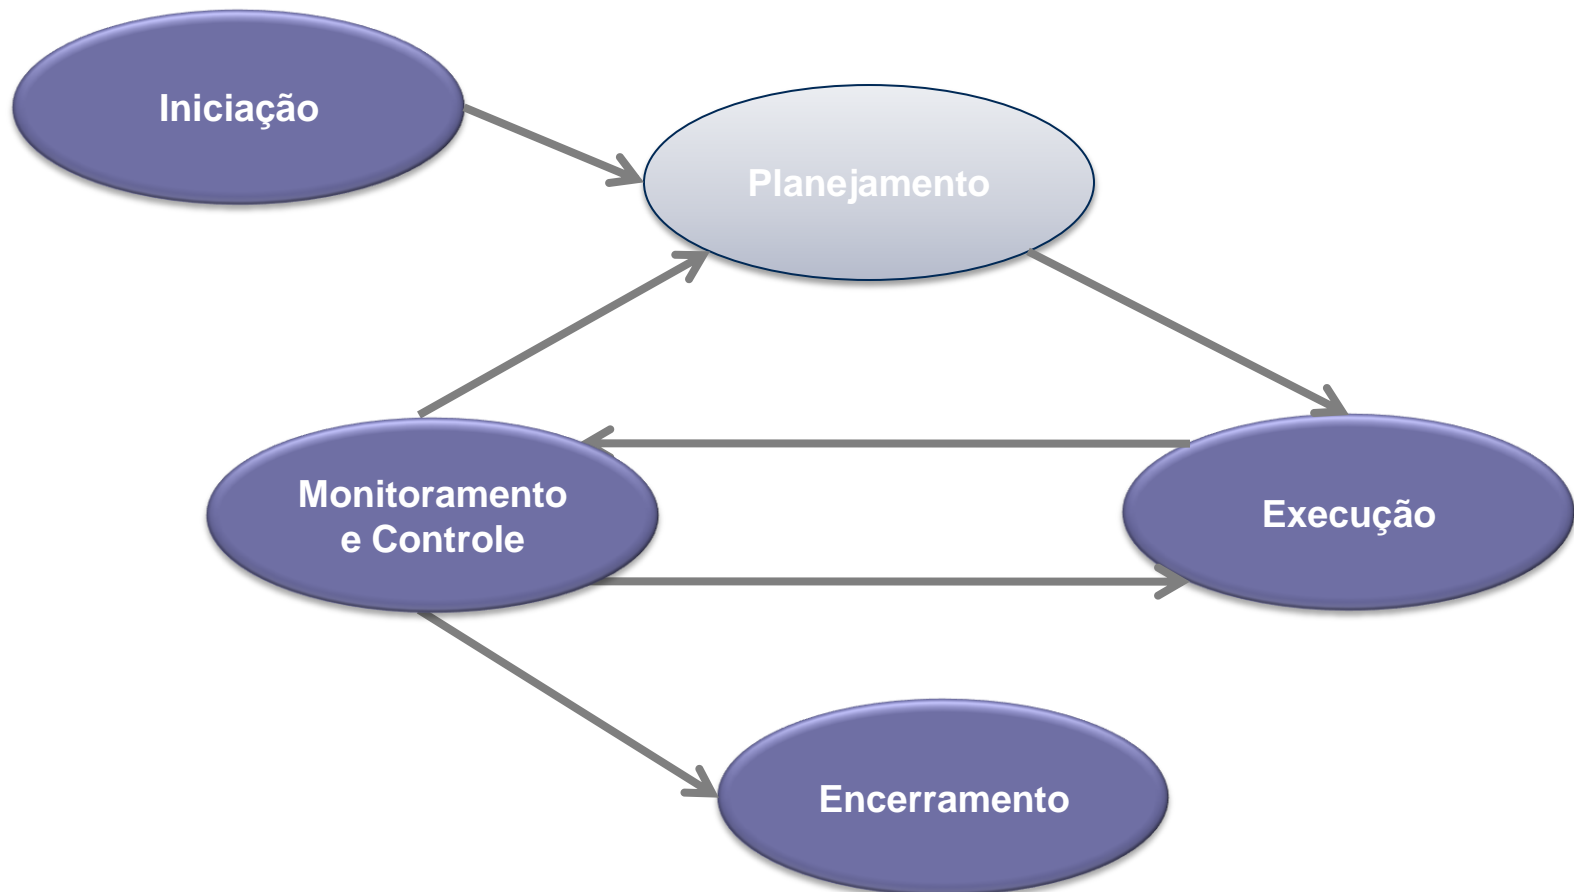 Iniciação
Planejamento
Monitoramento
e Controle
Execução
Encerramento